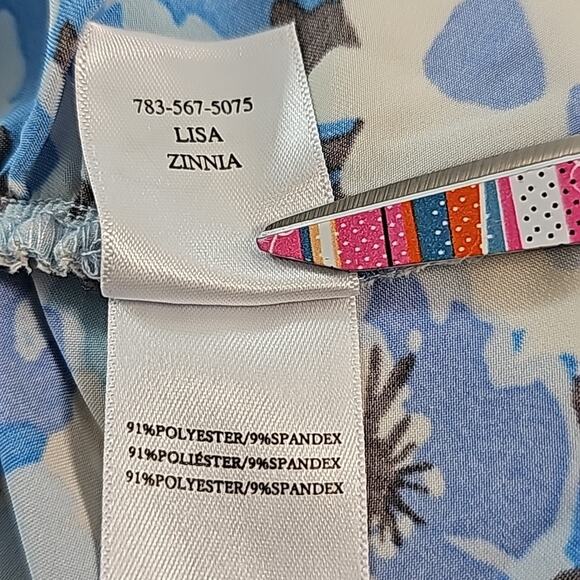 783-567-5075
LISA
ZINNIA
91%POLYESTER/9%SPANDEX
91%POLIÉSTER/9%SPANDEX
91%POLYESTER/9%SPANDEX